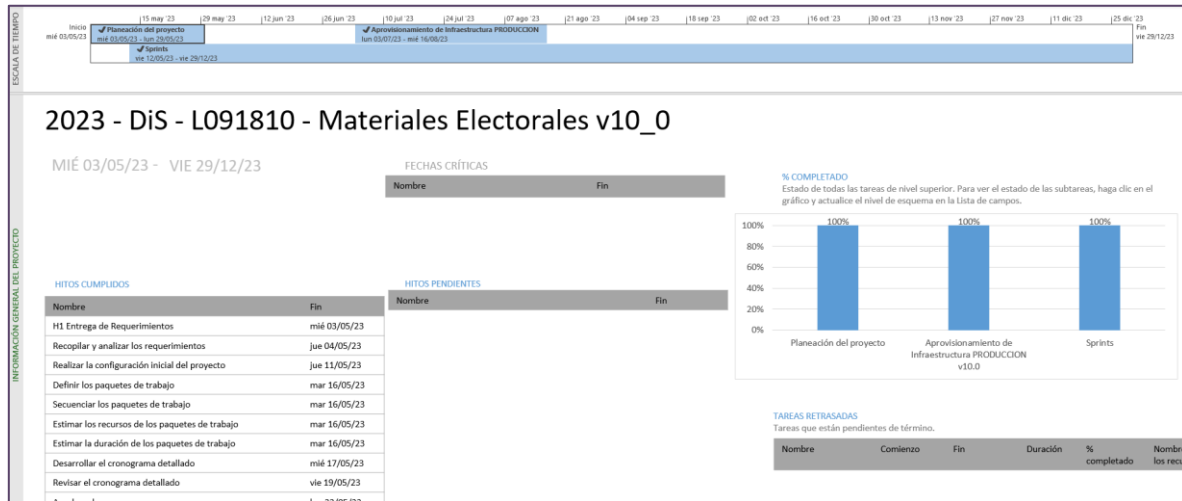 ESCALA DE TIEMPO
15 may '23 29 may '23 12 jun '23 26 jun '23 10 jul '23 24 jul '23 07 ago '23 21 ago '23 04 sep '23 18 sep '23 02 oct '23 16 oct '23 30 oct '23 13 nov '23 27 nov '23 11 dic '23 25 dic '23
Inicio
mié 03/05/23
Planeación del proyecto
mié 03/05/23 - lun 29/05/23
Aprovisionamiento de Infraestructura PRODUCCION
lun 03/07/23 - mié 16/08/23
Fin
vie 29/12/23
Sprints
vie 12/05/23 - vie 29/12/23
INFORMACIÓN GENERAL DEL PROYECTO
2023 - DiS - L091810 - Materiales Electorales v10_0
MIÉ 03/05/23 - VIE 29/12/23
FECHAS CRÍTICAS
Nombre Fin
% COMPLETADO
Estado de todas las tareas de nivel superior. Para ver el estado de las subtareas, haga clic en el
gráfico y actualice el nivel de esquema en la Lista de campos.
100% 100% 100%
100%
80%
60%
40%
20%
0%
Planeación del proyecto
Aprovisionamiento de
Infraestructura PRODUCCION
v10.0
Sprints
HITOS CUMPLIDOS
Nombre Fin
H1 Entrega de Requerimientos mié 03/05/23
Recopilar y analizar los requerimientos jue 04/05/23
Realizar la configuración inicial del proyecto jue 11/05/23
Definir los paquetes de trabajo mar 16/05/23
Secuenciar los paquetes de trabajo mar 16/05/23
Estimar los recursos de los paquetes de trabajo mar 16/05/23
Estimar la duración de los paquetes de trabajo mar 16/05/23
Desarrollar el cronograma detallado mié 17/05/23
Revisar el cronograma detallado vie 19/05/23
HITOS PENDIENTES
Nombre Fin
TAREAS RETRASADAS
Tareas que están pendientes de término.
Nombre Comienzo Fin Duración %
completado Nombre
los recu